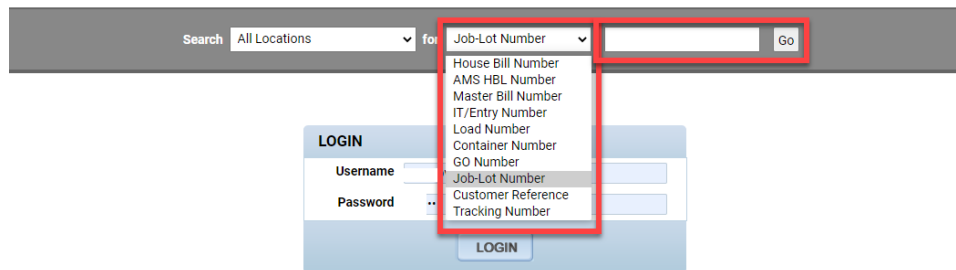 Search All Locations for Job-Lot Number Go
House Bill Number
AMS HBL Number
Master Bill Number
IT/Entry Number
Load Number
Container Number
GO Number
Job-Lot Number
Customer Reference
Tracking Number
LOGIN
Username
Password
LOGIN